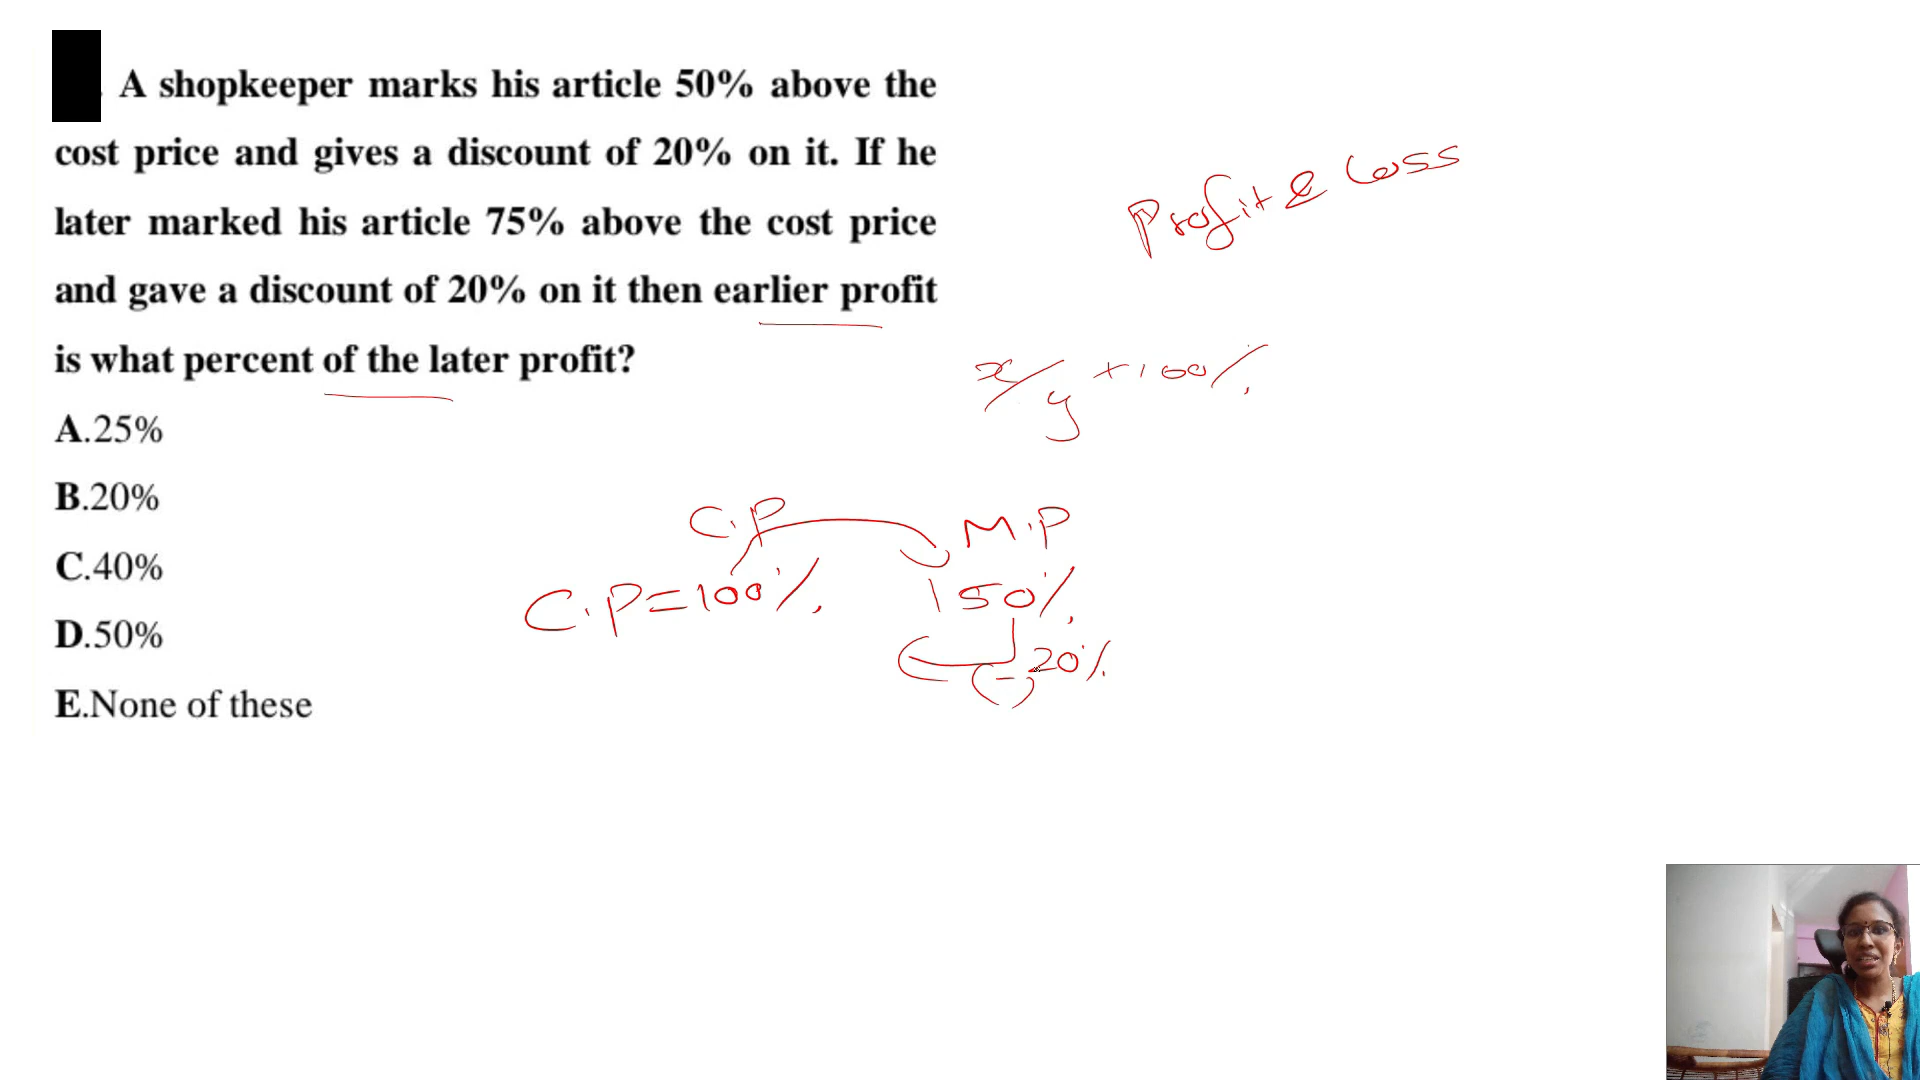 A shopkeeper marks his article 50% above the
cost price and gives a discount of 20% on it. If he
later marked his article 75% above the cost price
and gave a discount of 20% on it then earlier profit
is what percent of the later profit?
A.25%
B.20%
C.40%
D.50%
E.None of these
Profit & Loss
x/y × 100%.
C.P M.P
C.P=100%. 150%.
(-) 20%.